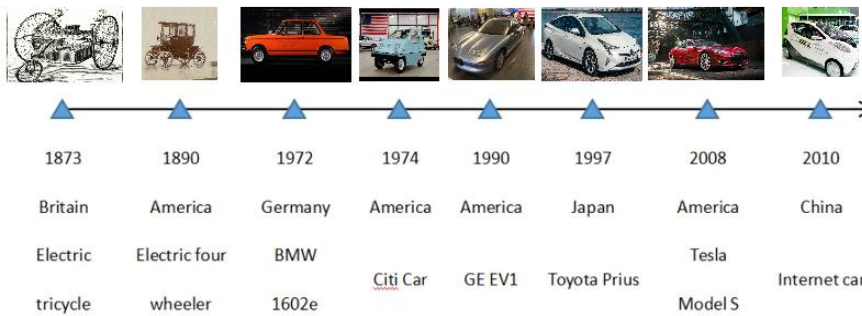 1873 1890 1972 1974 1990 1997 2008 2010
Britain America Germany America America Japan America China
Electric Electric four BMW Tesla
Citi Car GE EV1 Toyota Prius Internet car
tricycle wheeler 1602e Model S